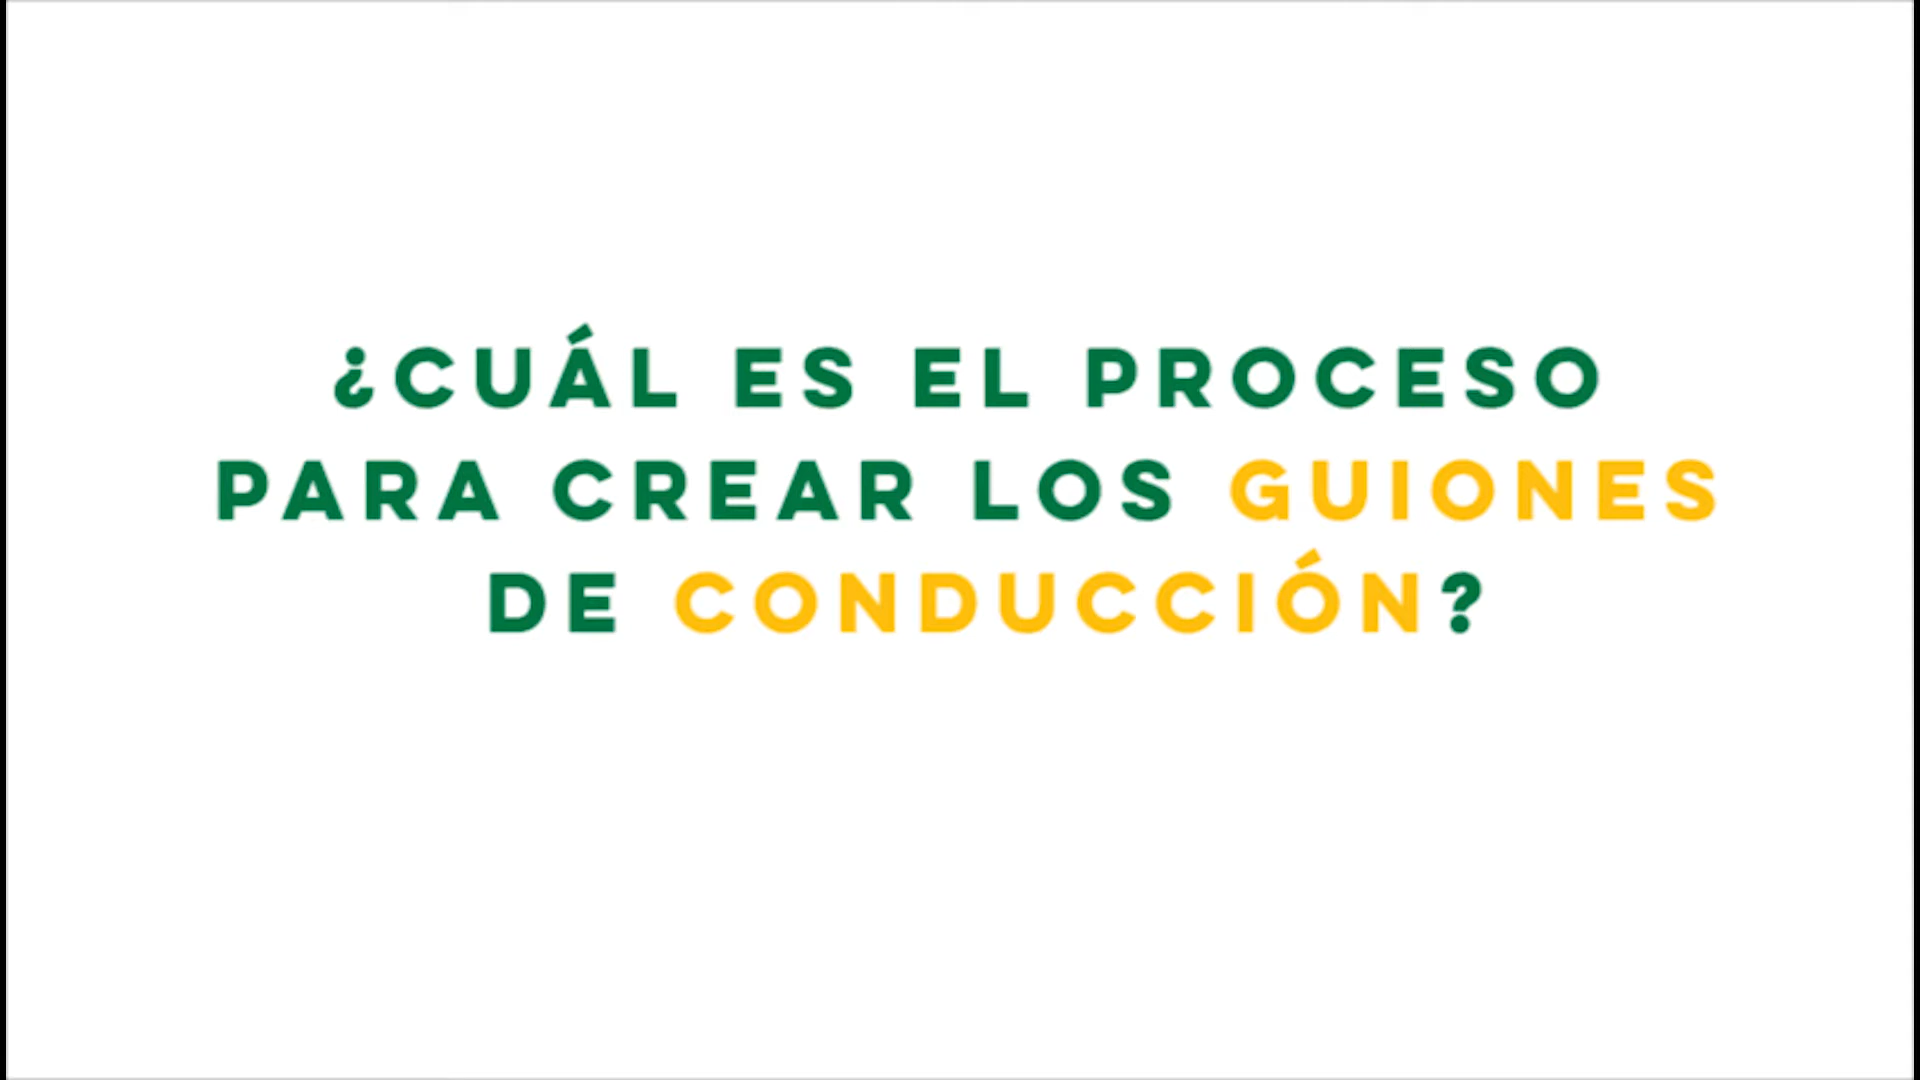 ¿CUÁL ES EL PROCESO
PARA CREAR LOS GUIONES
DE CONDUCCIÓN?